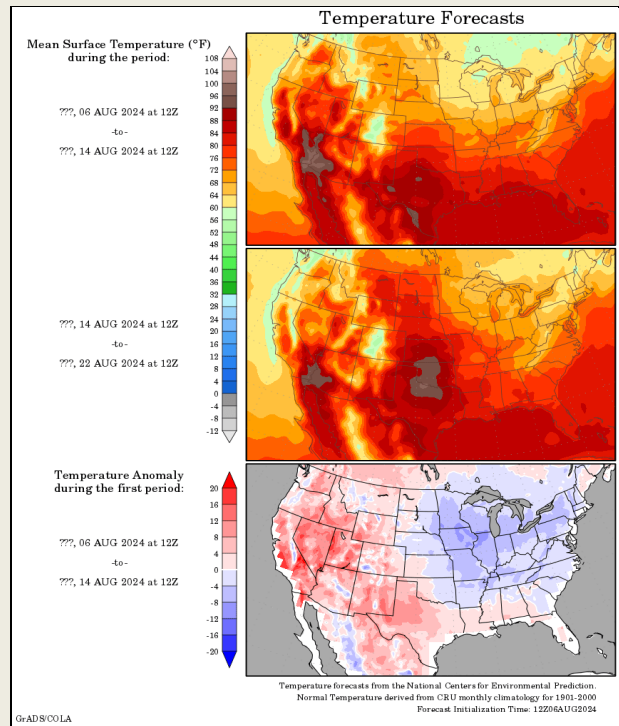 Temperature Forecasts
Mean Surface Temperature (°F)
during the period:
???, 06 AUG 2024 at 12Z
-to-
???, 14 AUG 2024 at 12Z
108
104
100
96
92
88
84
80
76
72
68
64
60
56
52
48
44
40
36
32
28
24
20
16
12
8
4
0
-4
-8
-12
???, 14 AUG 2024 at 12Z
-to-
???, 22 AUG 2024 at 12Z
Temperature Anomaly
during the first period:
???, 06 AUG 2024 at 12Z
-to-
???, 14 AUG 2024 at 12Z
20
16
12
8
4
0
-4
-8
-12
-16
-20
Temperature forecasts from the National Centers for Environmental Prediction.
Normal Temperature derived from CRU monthly climatology for 1901-2000
Forecast Initialization Time: 12Z06AUG2024
GrADS/COLA